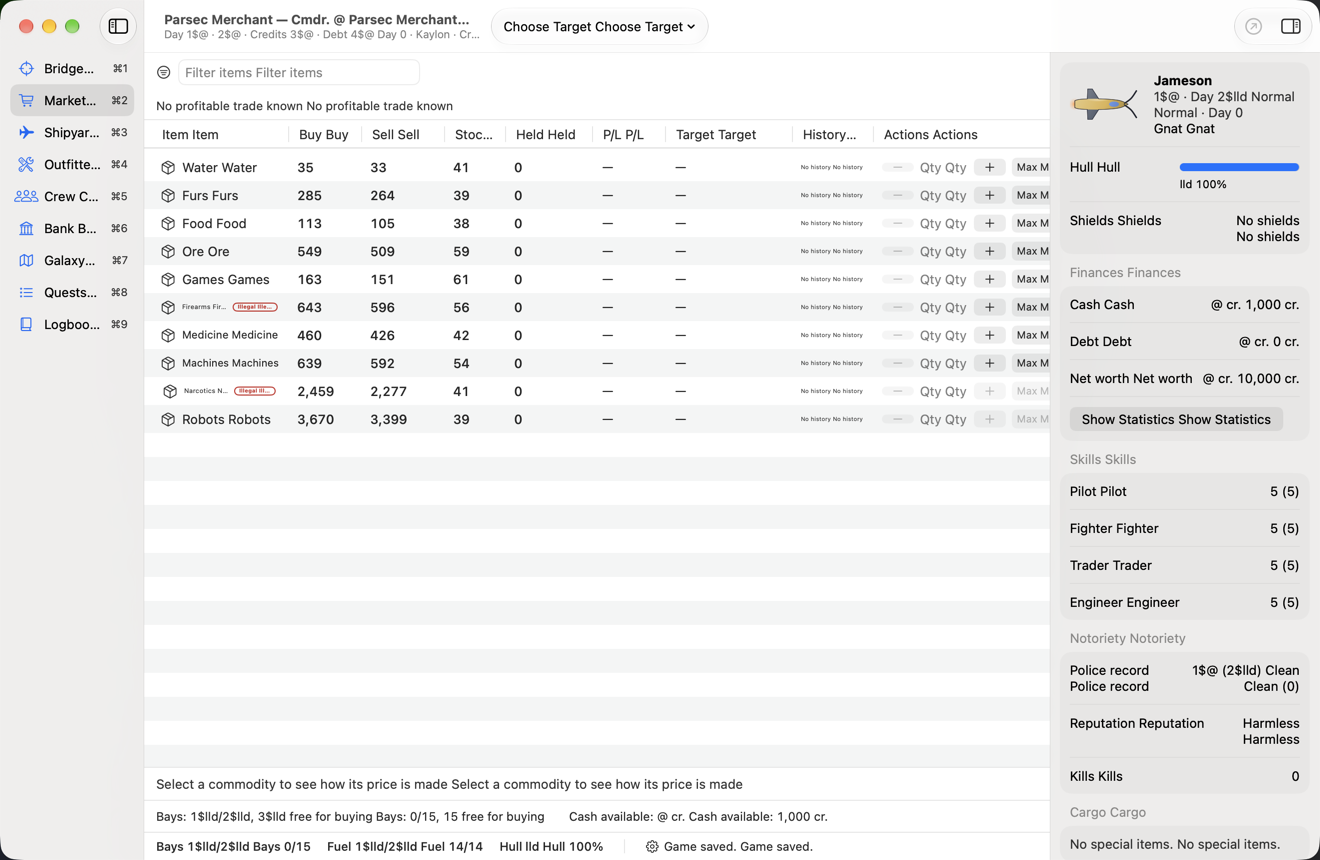 Parsec Merchant — Cmdr. @ Parsec Merchant...
Day 1$@ · 2$@ · Credits 3$@ · Debt 4$@ Day 0 · Kaylon · Cr...
Choose Target Choose Target
Bridge... ⌘1
Market... ⌘2
Shipyar... ⌘3
Outfitte... ⌘4
Crew C... ⌘5
Bank B... ⌘6
Galaxy... ⌘7
Quests... ⌘8
Logboo... ⌘9
Filter items Filter items
No profitable trade known No profitable trade known
Item Item Buy Buy Sell Sell Stoc... Held Held P/L P/L Target Target History... Actions Actions
Water Water 35 33 41 0 — — No history No history — Qty Qty + Max M
Furs Furs 285 264 39 0 — — No history No history — Qty Qty + Max M
Food Food 113 105 38 0 — — No history No history — Qty Qty + Max M
Ore Ore 549 509 59 0 — — No history No history — Qty Qty + Max M
Games Games 163 151 61 0 — — No history No history — Qty Qty + Max M
Firearms Fir... Illegal Ille... 643 596 56 0 — — No history No history — Qty Qty + Max M
Medicine Medicine 460 426 42 0 — — No history No history — Qty Qty + Max M
Machines Machines 639 592 54 0 — — No history No history — Qty Qty + Max M
Narcotics N... Illegal Ill... 2,459 2,277 41 0 — — No history No history — Qty Qty + Max M
Robots Robots 3,670 3,399 39 0 — — No history No history — Qty Qty + Max M
Select a commodity to see how its price is made Select a commodity to see how its price is made
Bays: 1$lld/2$lld, 3$lld free for buying Bays: 0/15, 15 free for buying Cash available: @ cr. Cash available: 1,000 cr.
Bays 1$lld/2$lld Bays 0/15 Fuel 1$lld/2$lld Fuel 14/14 Hull lld Hull 100% Game saved. Game saved.
Jameson
1$@ · Day 2$lld Normal
Normal · Day 0
Gnat Gnat
Hull Hull
lld 100%
Shields Shields No shields
No shields
Finances Finances
Cash Cash @ cr. 1,000 cr.
Debt Debt @ cr. 0 cr.
Net worth Net worth @ cr. 10,000 cr.
Show Statistics Show Statistics
Skills Skills
Pilot Pilot 5 (5)
Fighter Fighter 5 (5)
Trader Trader 5 (5)
Engineer Engineer 5 (5)
Notoriety Notoriety
Police record 1$@ (2$lld) Clean
Police record Clean (0)
Reputation Reputation Harmless
Harmless
Kills Kills 0
Cargo Cargo
No special items. No special items.